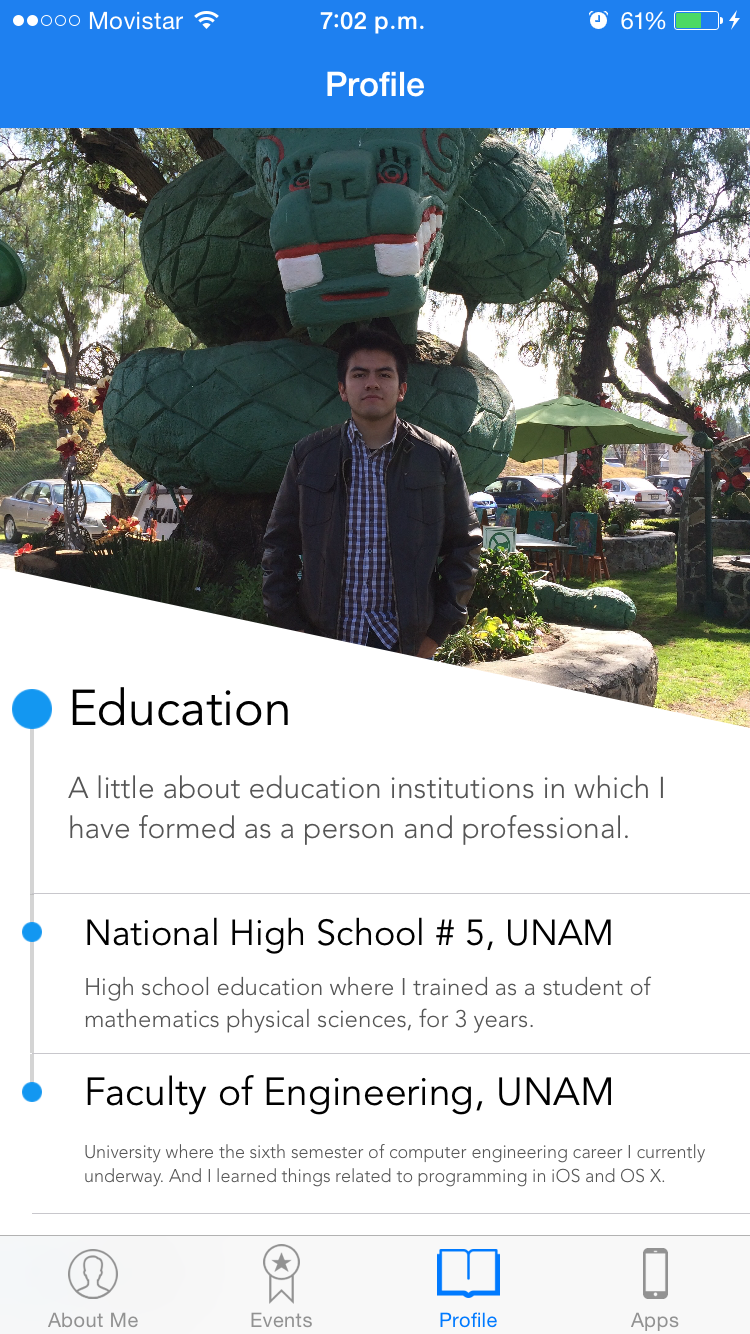 Movistar 7:02 p.m. 61%
Profile
Education
A little about education institutions in which I
have formed as a person and professional.
National High School # 5, UNAM
High school education where I trained as a student of
mathematics physical sciences, for 3 years.
Faculty of Engineering, UNAM
University where the sixth semester of computer engineering career I currently
underway. And I learned things related to programming in iOS and OS X.
About Me Events Profile Apps